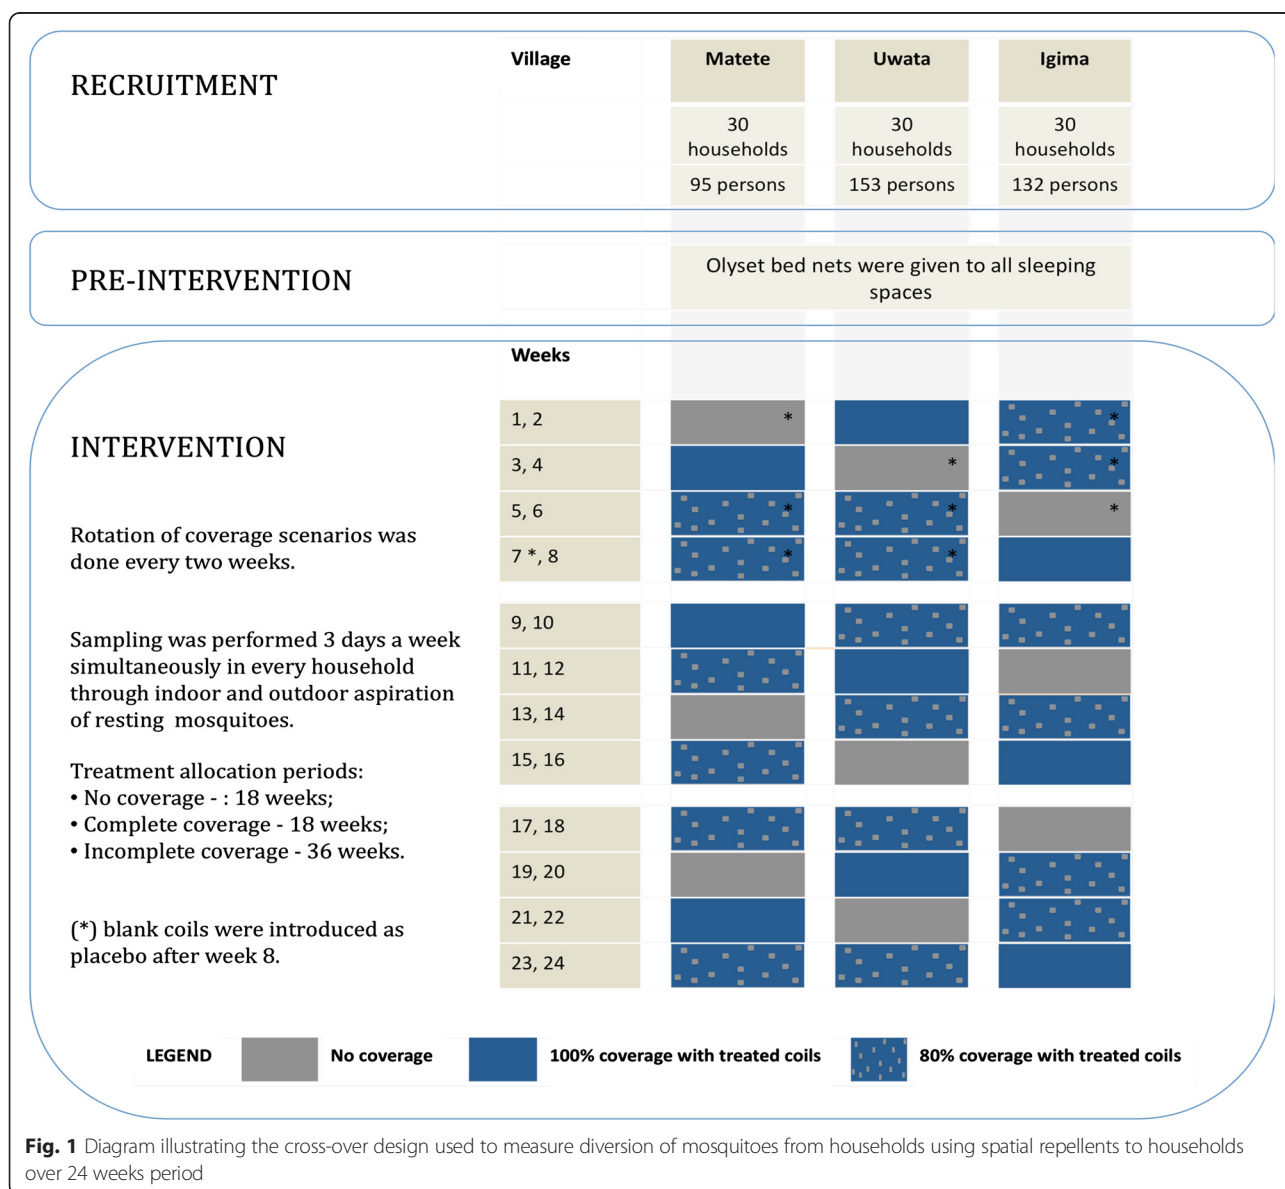 RECRUITMENT
Village
Matete
Uwata
Igima
30
households
30
households
30
households
95 persons
153 persons
132 persons
PRE-INTERVENTION
Olyset bed nets were given to all sleeping
spaces
Weeks
INTERVENTION
Rotation of coverage scenarios was
done every two weeks.
Sampling was performed 3 days a week
simultaneously in every household
through indoor and outdoor aspiration
of resting mosquitoes.
Treatment allocation periods:
• No coverage - : 18 weeks;
• Complete coverage - 18 weeks;
• Incomplete coverage - 36 weeks.
(*) blank coils were introduced as
placebo after week 8.
1, 2
*
*
3, 4
*
*
5, 6
*
*
*
7 *, 8
*
*
9, 10
11, 12
13, 14
15, 16
17, 18
19, 20
21, 22
23, 24
LEGEND
No coverage
100% coverage with treated coils
80% coverage with treated coils
Fig. 1 Diagram illustrating the cross-over design used to measure diversion of mosquitoes from households using spatial repellents to households
over 24 weeks period